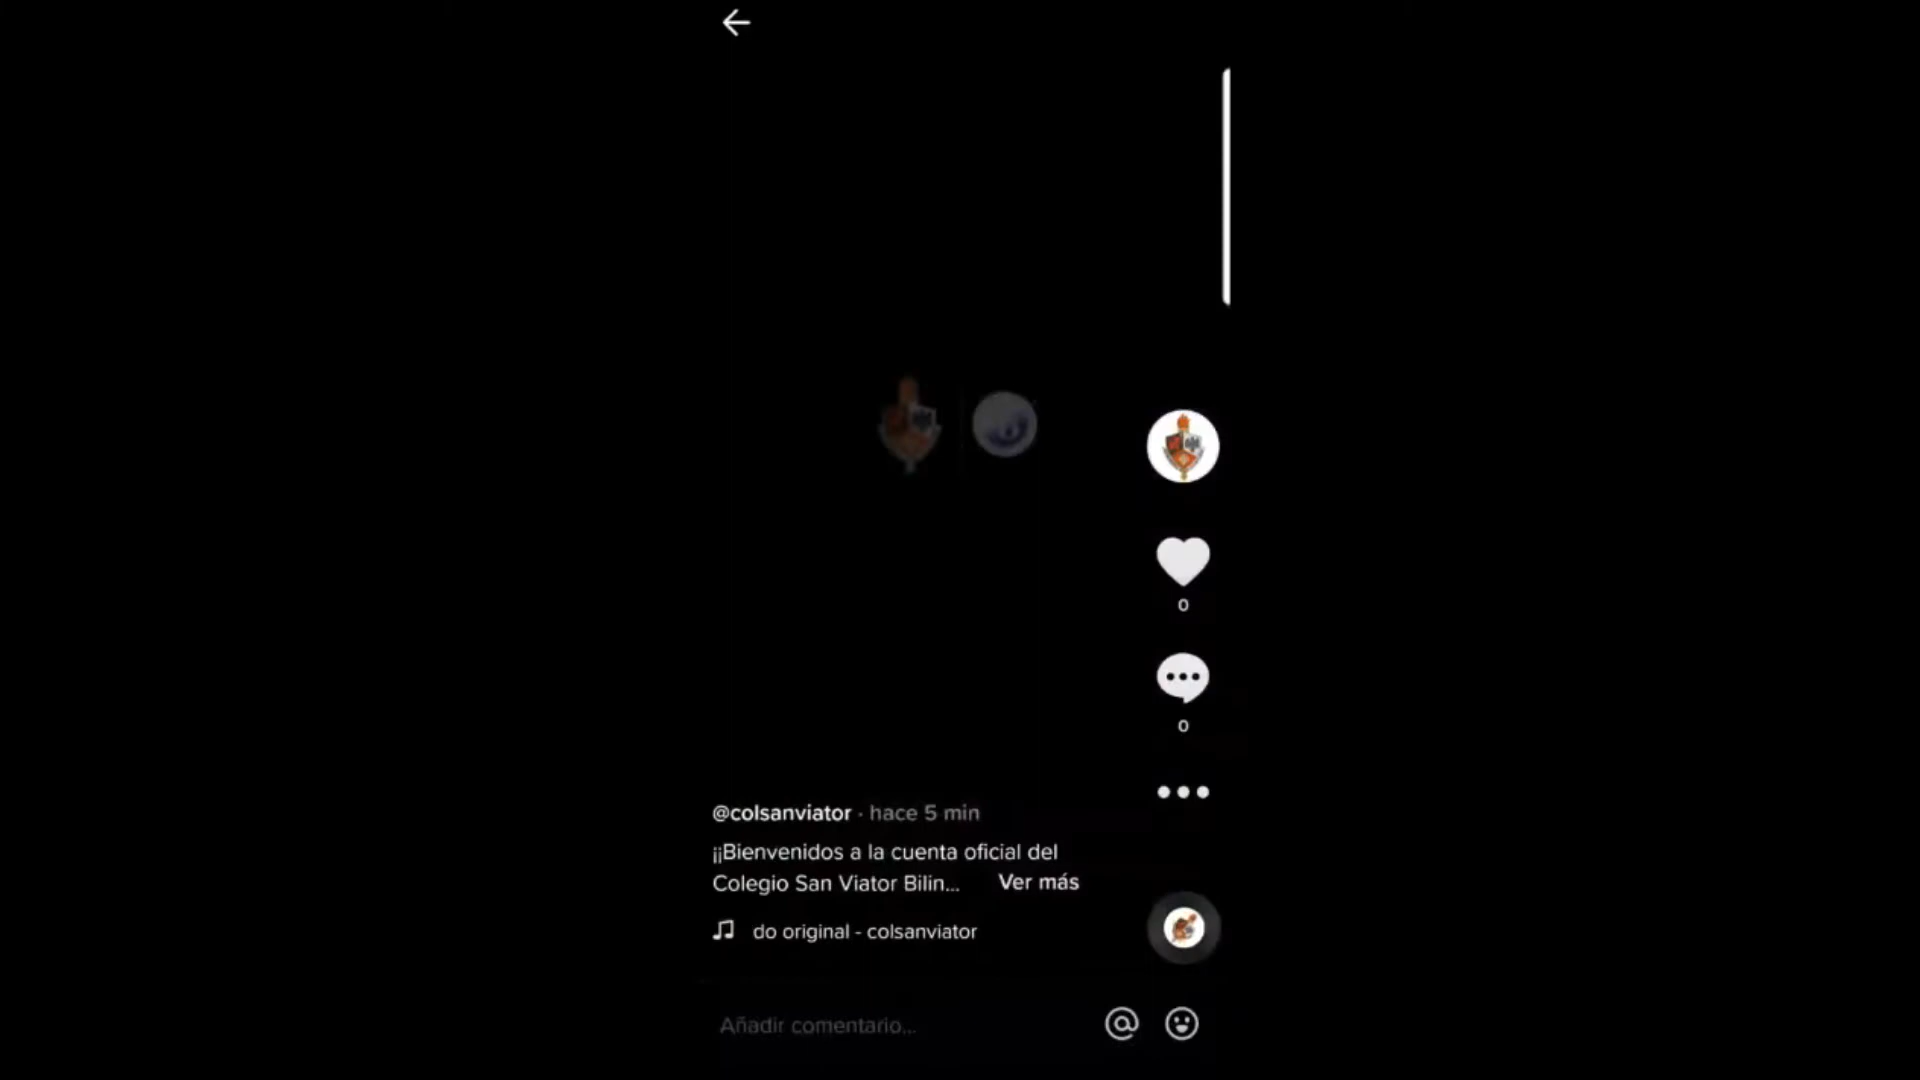 0
0
@colsanviator · hace 5 min
¡¡Bienvenidos a la cuenta oficial del
Colegio San Viator Bilin... Ver más
do original - colsanviator
Añadir comentario...